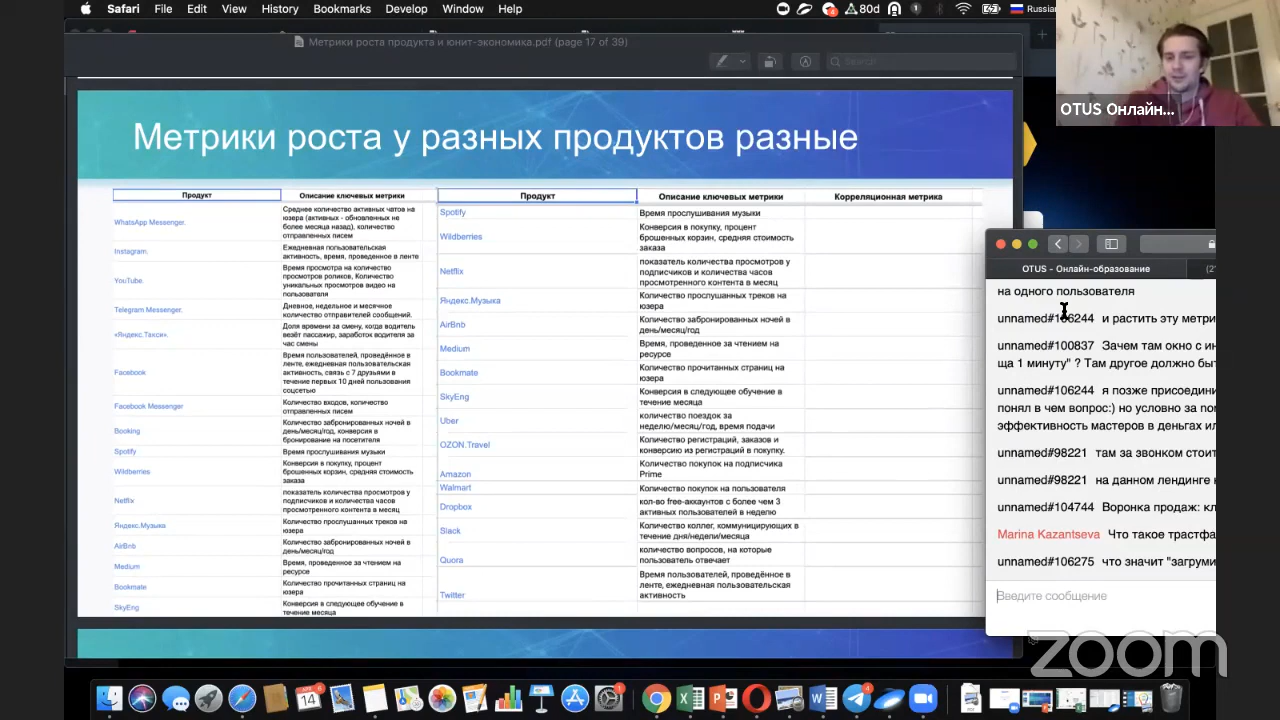 Safari File Edit View History Bookmarks Develop Window Help
4 80d 1 Russian
Метрики роста продукта и юнит-экономика.pdf (page 17 of 39)
Search
OTUS Онлайн...
Метрики роста у разных продуктов разные
Продукт Описание ключевых метрики
WhatsApp Messenger.
Среднее количество активных чатов на
юзера (активных - обновленных не
более месяца назад), количество
отправленных писем
Instagram.
Ежедневная пользовательская
активность, время, проведенное в ленте
YouTube.
Время просмотра на количество
просмотров роликов, Количество
уникальных просмотров видео на
пользователя
Telegram Messenger.
Дневное, недельное и месячное
количество отправителей сообщений.
«Яндекс.Такси».
Доля времени за смену, когда водитель
везёт пассажир, заработок водителя за
час смены
Facebook
Время пользователей, проведённое в
ленте, ежедневная пользовательская
активность, связь с 7 друзьями в
течение первых 10 дней пользования
соцсетью
Facebook Messenger
Количество входов, количество
отправленных писем
Booking
Количество забронированных ночей в
день/месяц/год, конверсия в
бронирование на посетителя
Spotify
Время прослушивания музыки
Wildberries
Конверсия в покупку, процент
брошенных корзин, средняя стоимость
заказа
Netflix
показатель количества просмотров у
подписчиков и количества часов
просмотренного контента в месяц
Яндекс.Музыка
Количество прослушанных треков на
юзера
AirBnb
Количество забронированных ночей в
день/месяц/год
Medium
Время, проведенное за чтением на
ресурсе
Bookmate
Количество прочитанных страниц на
юзера
SkyEng
Конверсия в следующее обучение в
течение месяца
Продукт Описание ключевых метрики Корреляционная метрика
Spotify
Время прослушивания музыки
Wildberries
Конверсия в покупку, процент
брошенных корзин, средняя стоимость
заказа
Netflix
показатель количества просмотров у
подписчиков и количества часов
просмотренного контента в месяц
Яндекс.Музыка
Количество прослушанных треков на
юзера
AirBnb
Количество забронированных ночей в
день/месяц/год
Medium
Время, проведенное за чтением на
ресурсе
Bookmate
Количество прочитанных страниц на
юзера
SkyEng
Конверсия в следующее обучение в
течение месяца
Uber
количество поездок за
неделю/месяц/год, время подачи
OZON.Travel
Количество регистраций, заказов и
конверсию из регистраций в покупку.
Amazon
Количество покупок на подписчика
Prime
Walmart
Количество покупок на пользователя
Dropbox
кол-во free-аккаунтов с более чем 3
активных пользователей в неделю
Slack
Количество коллег, коммуницирующих в
течение дня/недели/месяца
Quora
количество вопросов, на которые
пользователь отвечает
Twitter
Время пользователей, проведённое в
ленте, ежедневная пользовательская
активность
OTUS - Онлайн-образование
на одного пользователя
unnamed#106244 и растить эту метри
unnamed#100837 Зачем там окно с ин
ща 1 минуту" ? Там другое должно быт
unnamed#106244 я позже присоедини
понял в чем вопрос:) но условно за
эффективность мастеров в деньгах ил
unnamed#98221 там за звонком стоит
unnamed#98221 на данном лендинге
unnamed#104744 Воронка продаж: кл
Marina Kazantseva Что такое трастфа
unnamed#106275 что значит "загруми
Введите сообщение
zoom
14